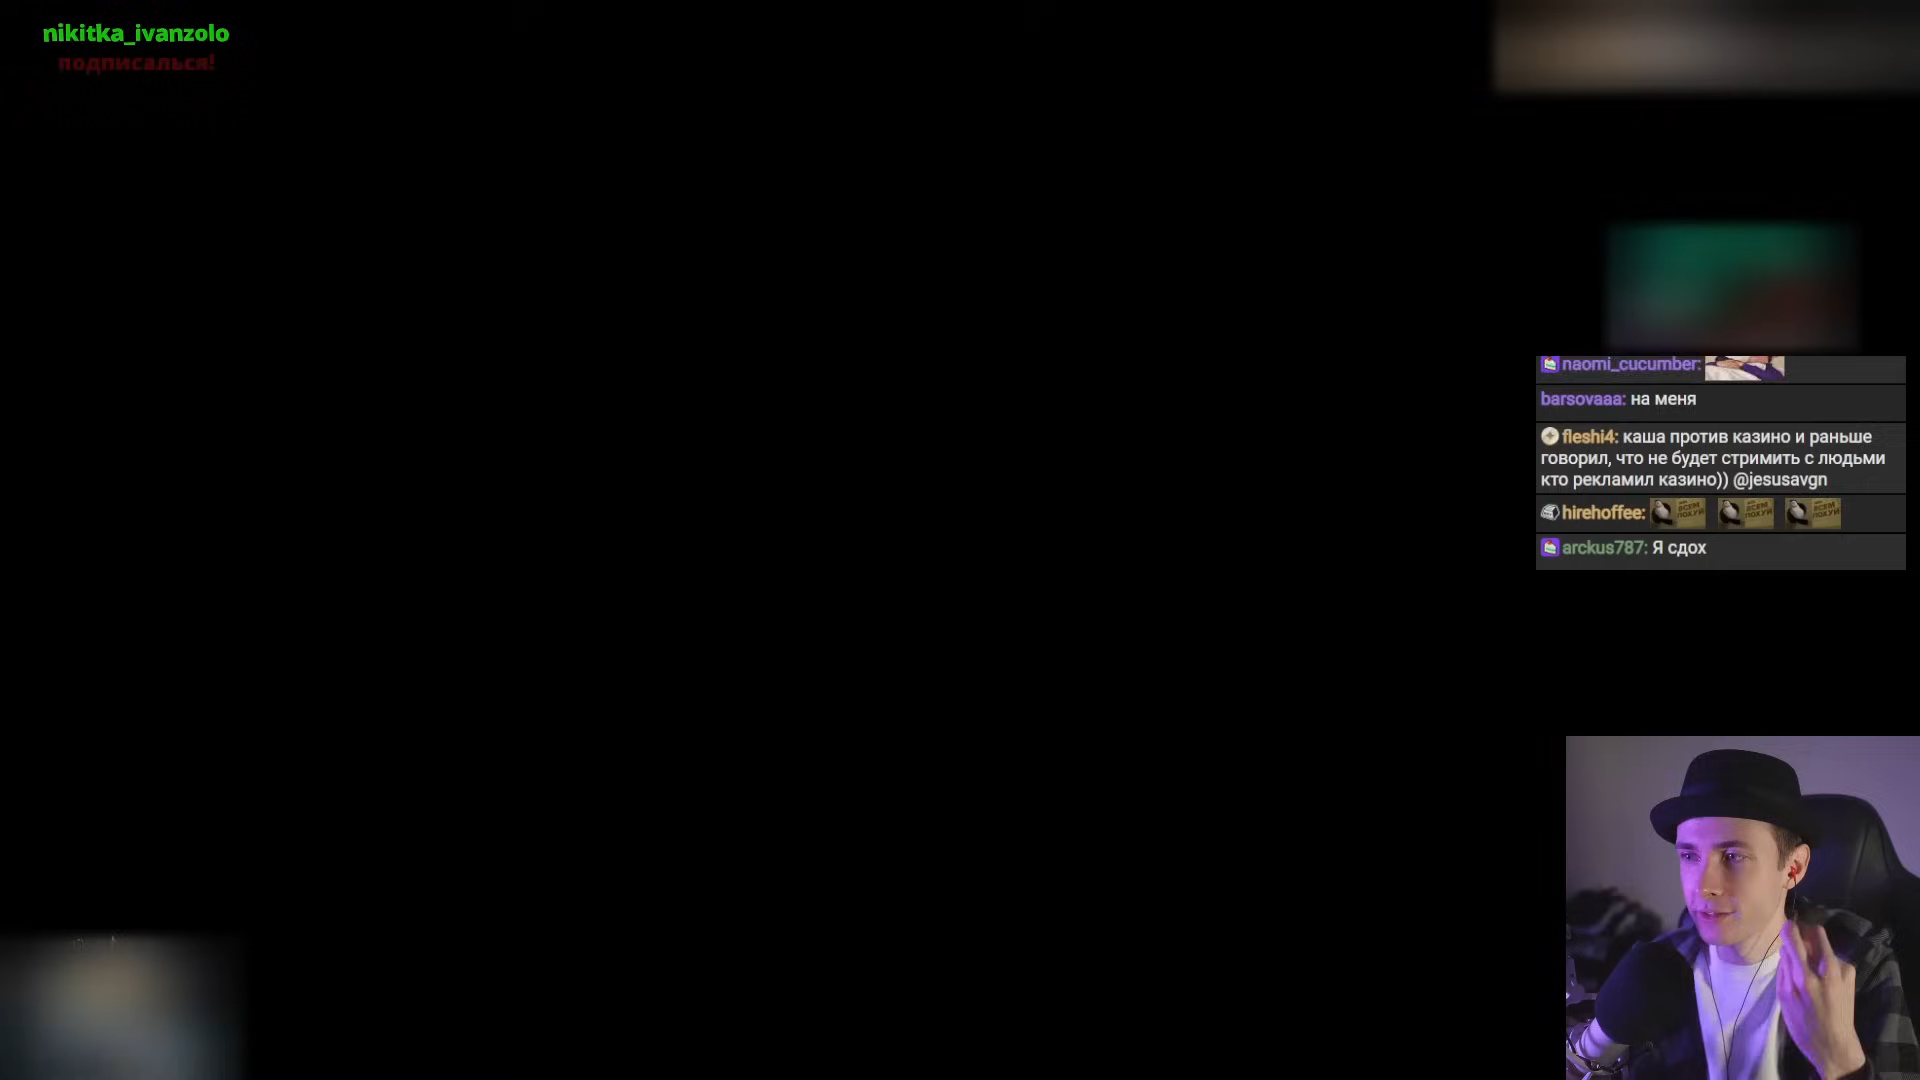 nikitka_ivanzolo
подписалься!
naomi_cucumber:
barsovaaa: на меня
fleshi4: каша против казино и раньше
говорил, что не будет стримить с людьми
кто рекламил казино)) @jesusavgn
hirehoffee:
arckus787: Я сдох